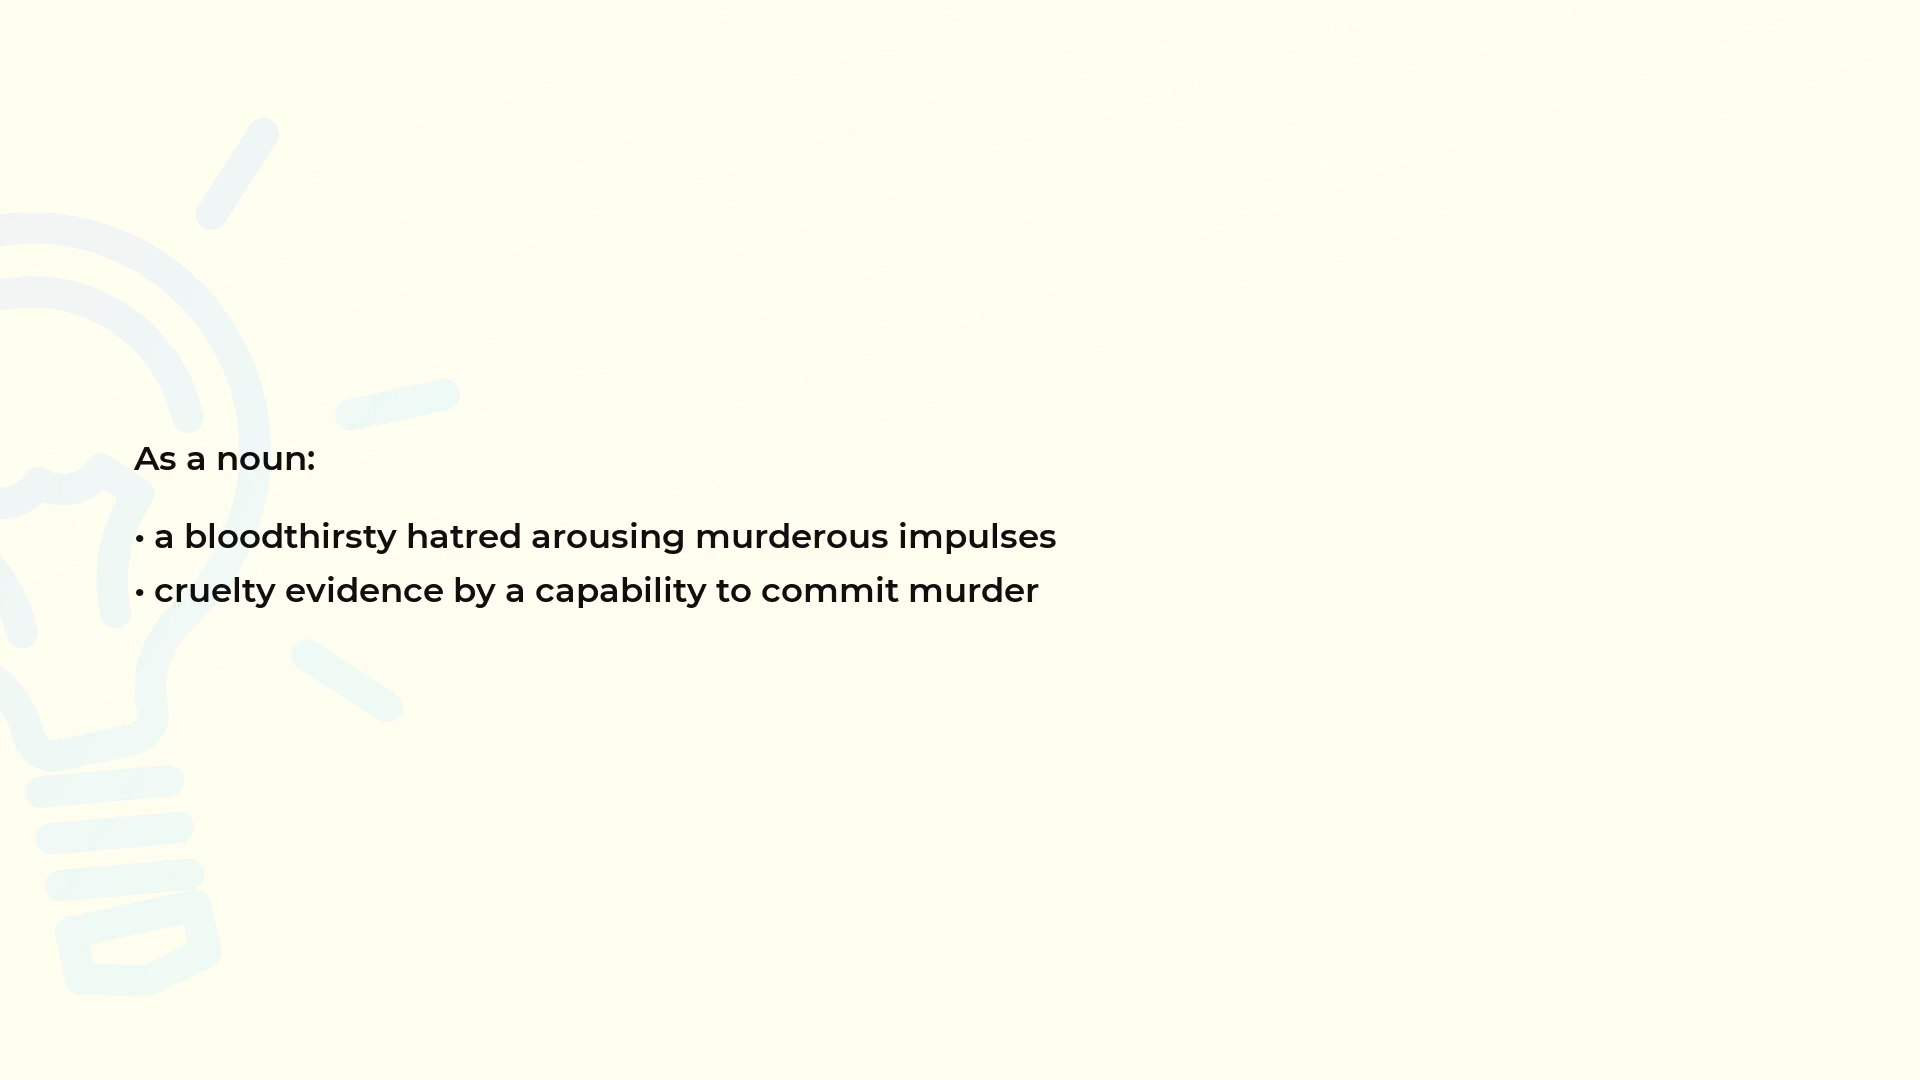 As a noun:
• a bloodthirsty hatred arousing murderous impulses
• cruelty evidence by a capability to commit murder